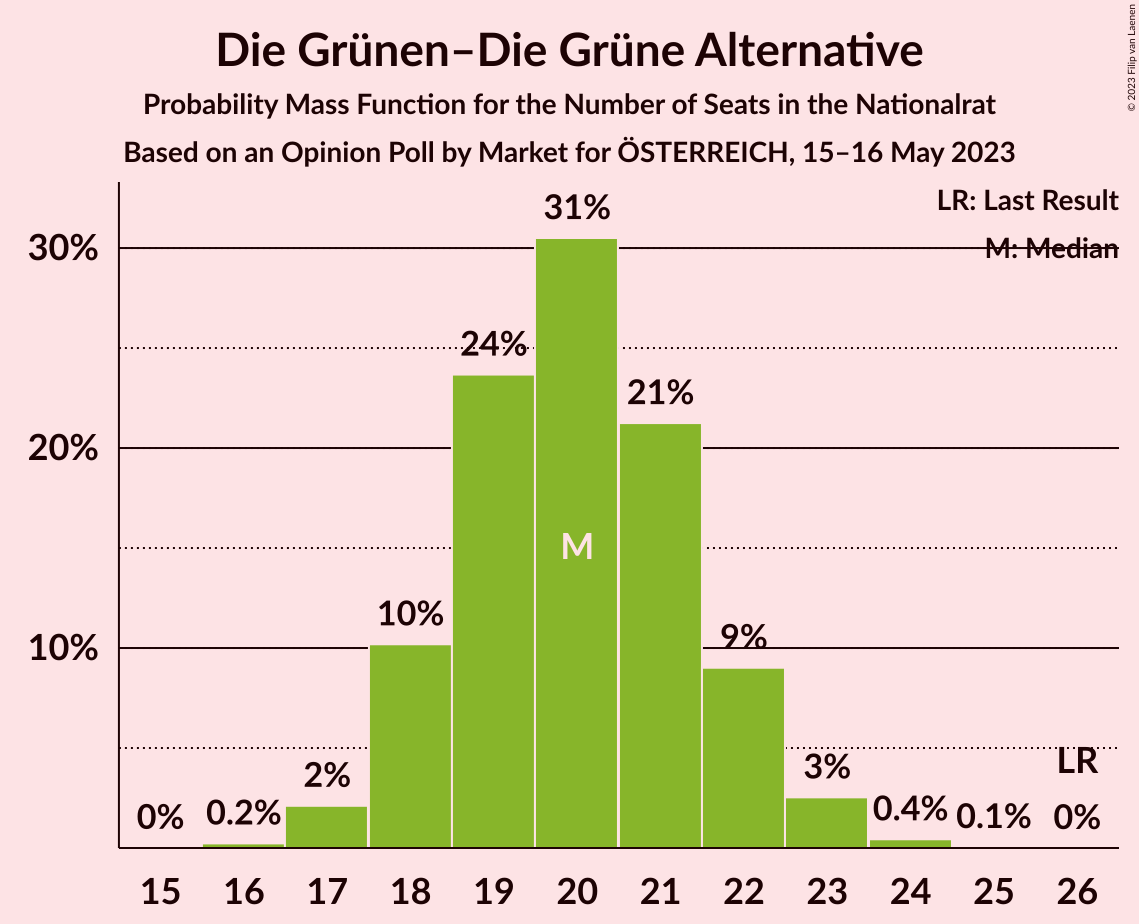 Die Grünen–Die Grüne Alternative
Probability Mass Function for the Number of Seats in the Nationalrat
Based on an Opinion Poll by Market for ÖSTERREICH, 15–16 May 2023
© 2023 Filip van Laenen
LR: Last Result
M: Median
31%
30%
24%
21%
20%
M
10%
10%
9%
LR
2%
3%
0%
0.2%
0.4%
0.1%
0%
15 16 17 18 19 20 21 22 23 24 25 26